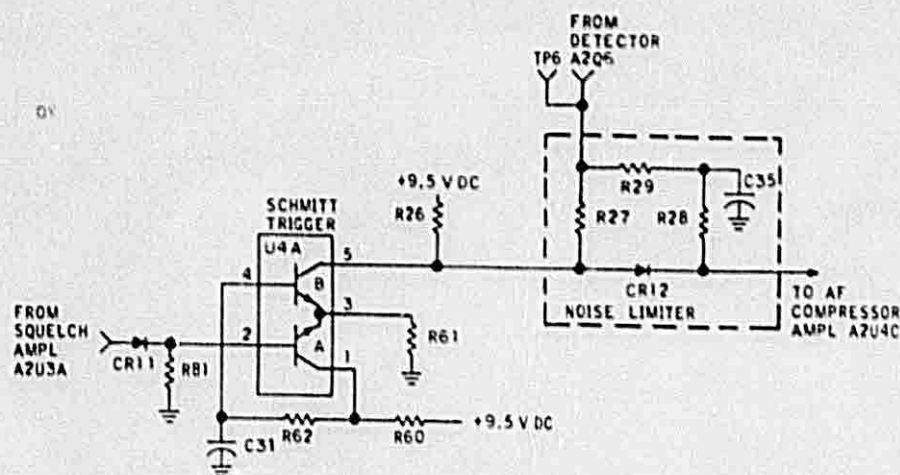 FROM
DETECTOR
TP6 A2Q6
+9.5 V DC
R29
C35
SCHMITT
TRIGGER
R26
R27
R28
U4A
4
5
B
CR12
TO AF
COMPRESSOR
AMPL A2U4C
NOISE LIMITER
3
FROM
SQUELCH
AMPL
A2U3A
2
A
R61
CR11
R81
1
R62
R60
+9.5 V DC
C31